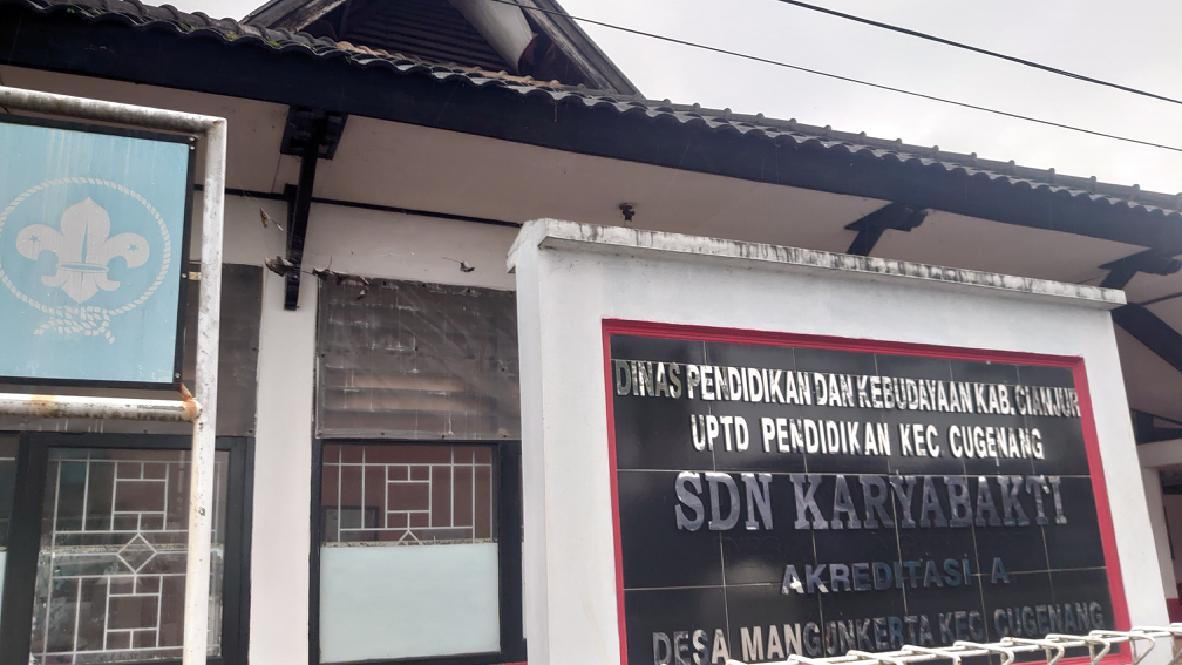 DINAS PENDIDIKAN DAN KEBUDAYAAN KAB. CIANJUR
UPTD PENDIDIKAN KEC. CUGENANG
SDN KARYABAKTI
AKREDITASI A
DESA MANGUNKERTA KEC. CUGENANG